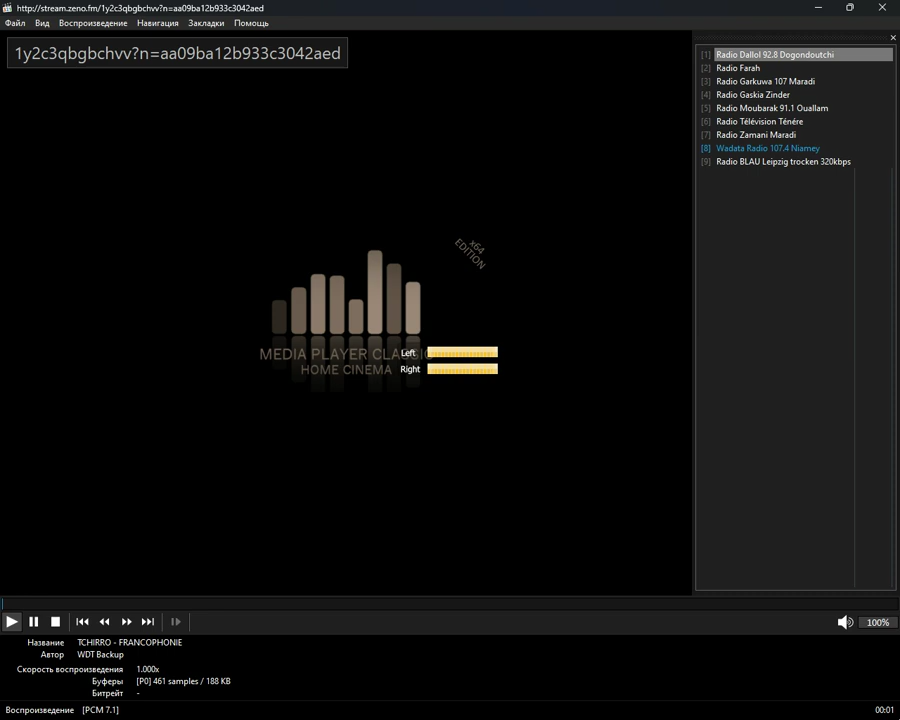 http://stream.zeno.fm/1y2c3qbgbchvv?n=aa09ba12b933c3042aed
Файл Вид Воспроизведение Навигация Закладки Помощь
1y2c3qbgbchvv?n=aa09ba12b933c3042aed
[1] Radio Dallol 92.8 Dogondoutchi
[2] Radio Farah
[3] Radio Garkuwa 107 Maradi
[4] Radio Gaskia Zinder
[5] Radio Moubarak 91.1 Ouallam
[6] Radio Télévision Ténére
[7] Radio Zamani Maradi
[8] Wadata Radio 107.4 Niamey
[9] Radio BLAU Leipzig trocken 320kbps
x64
EDITION
MEDIA PLAYER CLASSIC
HOME CINEMA
Left
Right
100%
Название TCHIRRO - FRANCOPHONIE
Автор WDT Backup
Скорость воспроизведения 1.000x
Буферы [P0] 461 samples / 188 KB
Битрейт -
Воспроизведение [PCM 7.1] 00:01